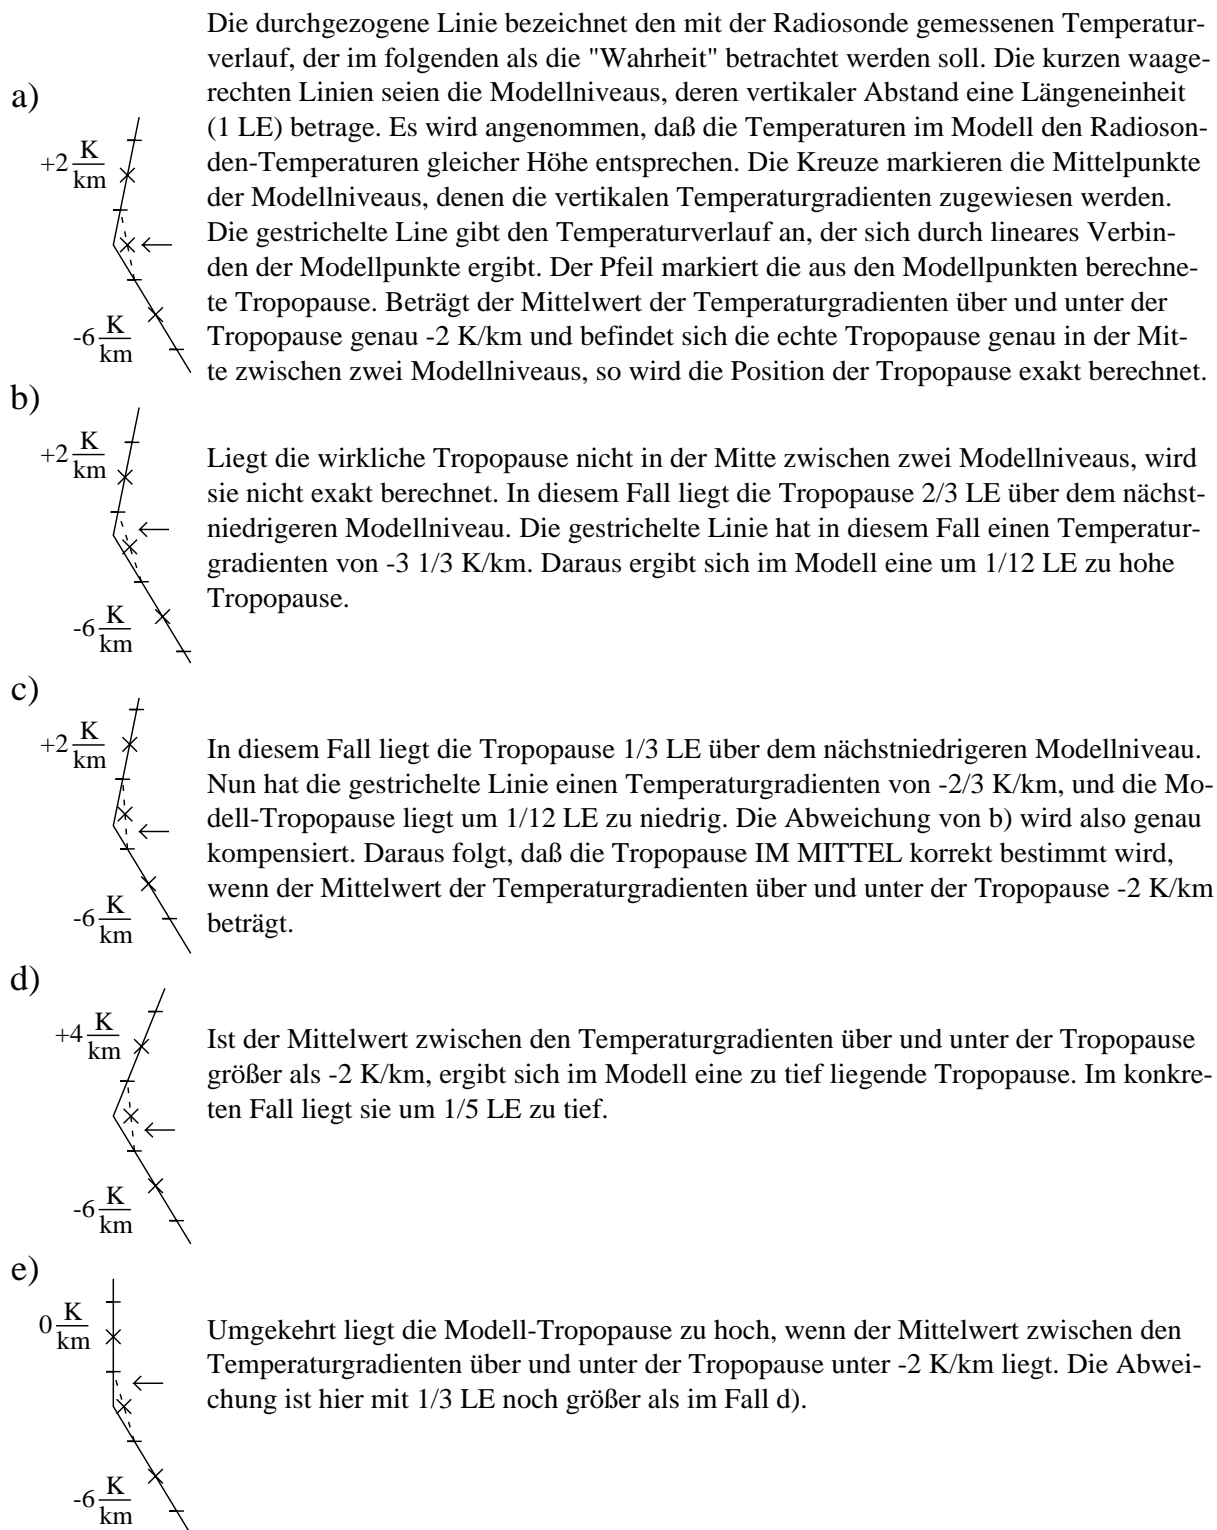 Die durchgezogene Linie bezeichnet den mit der Radiosonde gemessenen Temperatur-
verlauf, der im folgenden als die "Wahrheit" betrachtet werden soll. Die kurzen waage-
a)
rechten Linien seien die Modellniveaus, deren vertikaler Abstand eine Längeneinheit
(1 LE) betrage. Es wird angenommen, daß die Temperaturen im Modell den Radioson-
+2 K/km
den-Temperaturen gleicher Höhe entsprechen. Die Kreuze markieren die Mittelpunkte
der Modellniveaus, denen die vertikalen Temperaturgradienten zugewiesen werden.
Die gestrichelte Line gibt den Temperaturverlauf an, der sich durch lineares Verbin-
den der Modellpunkte ergibt. Der Pfeil markiert die aus den Modellpunkten berechne-
te Tropopause. Beträgt der Mittelwert der Temperaturgradienten über und unter der
-6 K/km
Tropopause genau -2 K/km und befindet sich die echte Tropopause genau in der Mit-
te zwischen zwei Modellniveaus, so wird die Position der Tropopause exakt berechnet.
b)
+2 K/km
Liegt die wirkliche Tropopause nicht in der Mitte zwischen zwei Modellniveaus, wird
sie nicht exakt berechnet. In diesem Fall liegt die Tropopause 2/3 LE über dem nächst-
niedrigeren Modellniveau. Die gestrichelte Linie hat in diesem Fall einen Temperatur-
gradienten von -3 1/3 K/km. Daraus ergibt sich im Modell eine um 1/12 LE zu hohe
Tropopause.
-6 K/km
c)
+2 K/km
In diesem Fall liegt die Tropopause 1/3 LE über dem nächstniedrigeren Modellniveau.
Nun hat die gestrichelte Linie einen Temperaturgradienten von -2/3 K/km, und die Mo-
dell-Tropopause liegt um 1/12 LE zu niedrig. Die Abweichung von b) wird also genau
kompensiert. Daraus folgt, daß die Tropopause IM MITTEL korrekt bestimmt wird,
wenn der Mittelwert der Temperaturgradienten über und unter der Tropopause -2 K/km
beträgt.
-6 K/km
d)
+4 K/km
Ist der Mittelwert zwischen den Temperaturgradienten über und unter der Tropopause
größer als -2 K/km, ergibt sich im Modell eine zu tief liegende Tropopause. Im konkre-
ten Fall liegt sie um 1/5 LE zu tief.
-6 K/km
e)
0 K/km
Umgekehrt liegt die Modell-Tropopause zu hoch, wenn der Mittelwert zwischen den
Temperaturgradienten über und unter der Tropopause unter -2 K/km liegt. Die Abwei-
chung ist hier mit 1/3 LE noch größer als im Fall d).
-6 K/km